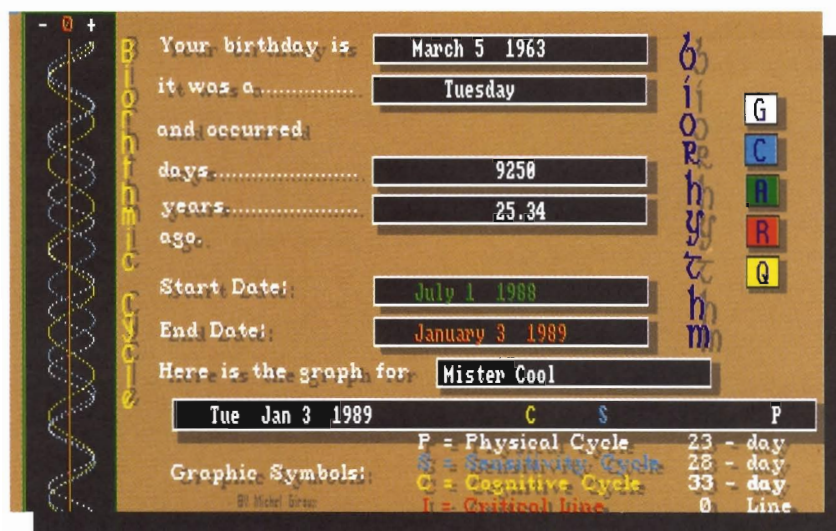 - 0 +
Biorhythmic Cycle
Your birthday is March 5 1963
it was a.............. Tuesday
and occurred
days..................... 9250
years.................... 25.34
ago.
Start Date: July 1 1988
End Date: January 3 1989
Here is the graph for Mister Cool
biorhythm
G
C
A
R
Q
Tue Jan 3 1989 C S P
Graphic Symbols:
P = Physical Cycle 23 - day
S = Sensitivity Cycle 28 - day
C = Cognitive Cycle 33 - day
I = Critical Line 0 Line
BY Michel